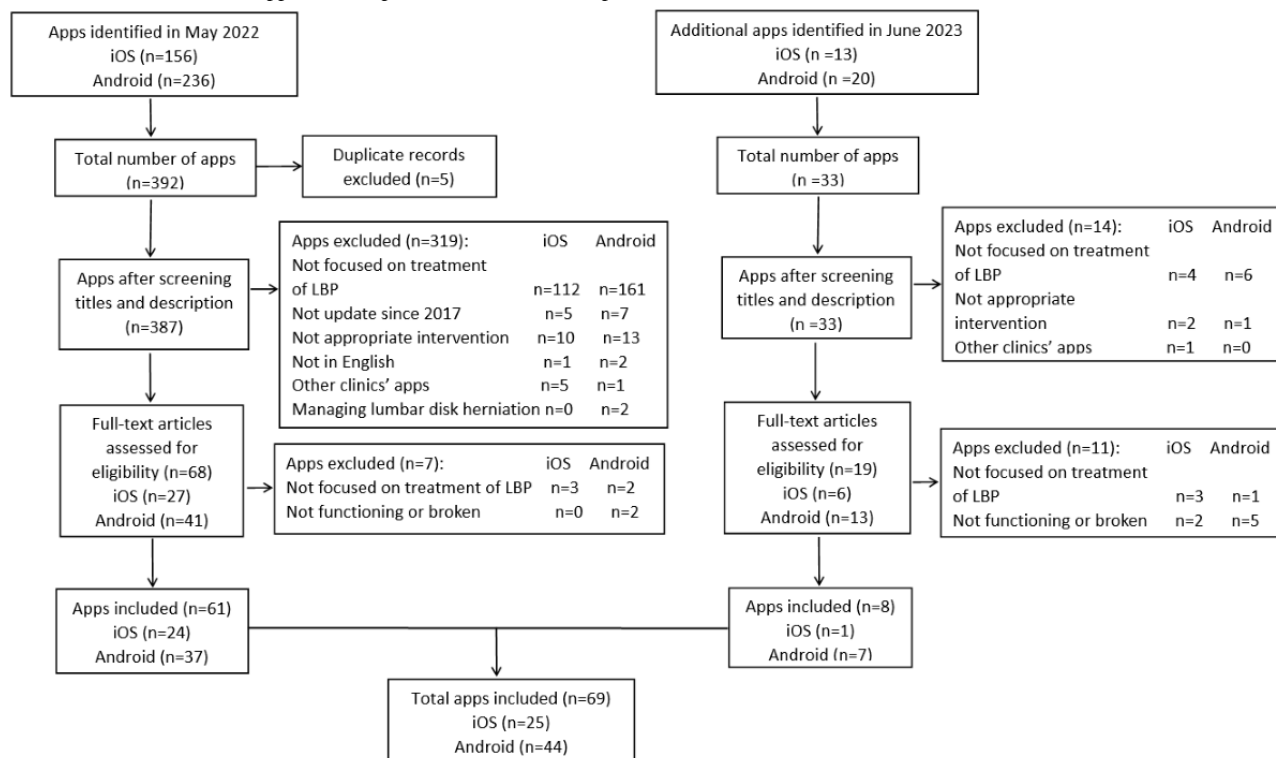 Apps identified in May 2022
iOS (n=156)
Android (n=236)
Total number of apps
(n=392)
Duplicate records
excluded (n=5)
Apps after screening
titles and description
(n=387)
Apps excluded (n=319): iOS Android
Not focused on treatment
of LBP n=112 n=161
Not update since 2017 n=5 n=7
Not appropriate intervention n=10 n=13
Not in English n=1 n=2
Other clinics’ apps n=5 n=1
Managing lumbar disk herniation n=0 n=2
Full-text articles
assessed for
eligibility (n=68)
iOS (n=27)
Android (n=41)
Apps excluded (n=7): iOS Android
Not focused on treatment of LBP n=3 n=2
Not functioning or broken n=0 n=2
Apps included (n=61)
iOS (n=24)
Android (n=37)
Additional apps identified in June 2023
iOS (n =13)
Android (n =20)
Total number of apps
(n =33)
Apps after screening
titles and description
(n =33)
Apps excluded (n=14): iOS Android
Not focused on treatment
of LBP n=4 n=6
Not appropriate
intervention n=2 n=1
Other clinics’ apps n=1 n=0
Full-text articles
assessed for
eligibility (n=19)
iOS (n=6)
Android (n=13)
Apps excluded (n=11): iOS Android
Not focused on treatment
of LBP n=3 n=1
Not functioning or broken n=2 n=5
Apps included (n=8)
iOS (n=1)
Android (n=7)
Total apps included (n=69)
iOS (n=25)
Android (n=44)